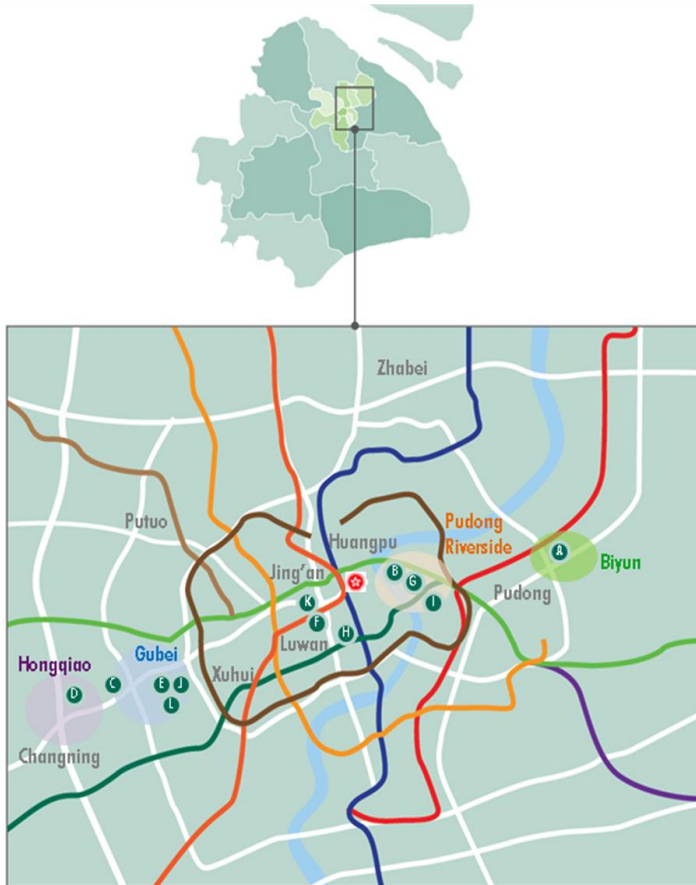 Zhabei
Putuo
Huangpu
Pudong
Riverside
A
Biyun
Jing'an
B
G
Pudong
K
I
F
H
Luwan
Gubei
Xuhui
Hongqiao
D
C
E
J
L
Changning